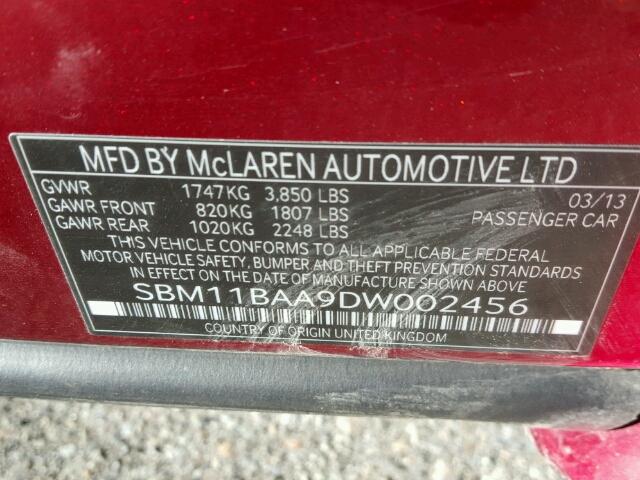 MFD BY McLAREN AUTOMOTIVE LTD
GVWR 1747KG 3,850 LBS 03/13
GAWR FRONT 820KG 1807 LBS PASSENGER CAR
GAWR REAR 1020KG 2248 LBS
THIS VEHICLE CONFORMS TO ALL APPLICABLE FEDERAL
MOTOR VEHICLE SAFETY, BUMPER AND THEFT PREVENTION STANDARDS
IN EFFECT ON THE DATE OF MANUFACTURE SHOWN ABOVE
SBM11BAA9DW002456
COUNTRY OF ORIGIN UNITED KINGDOM